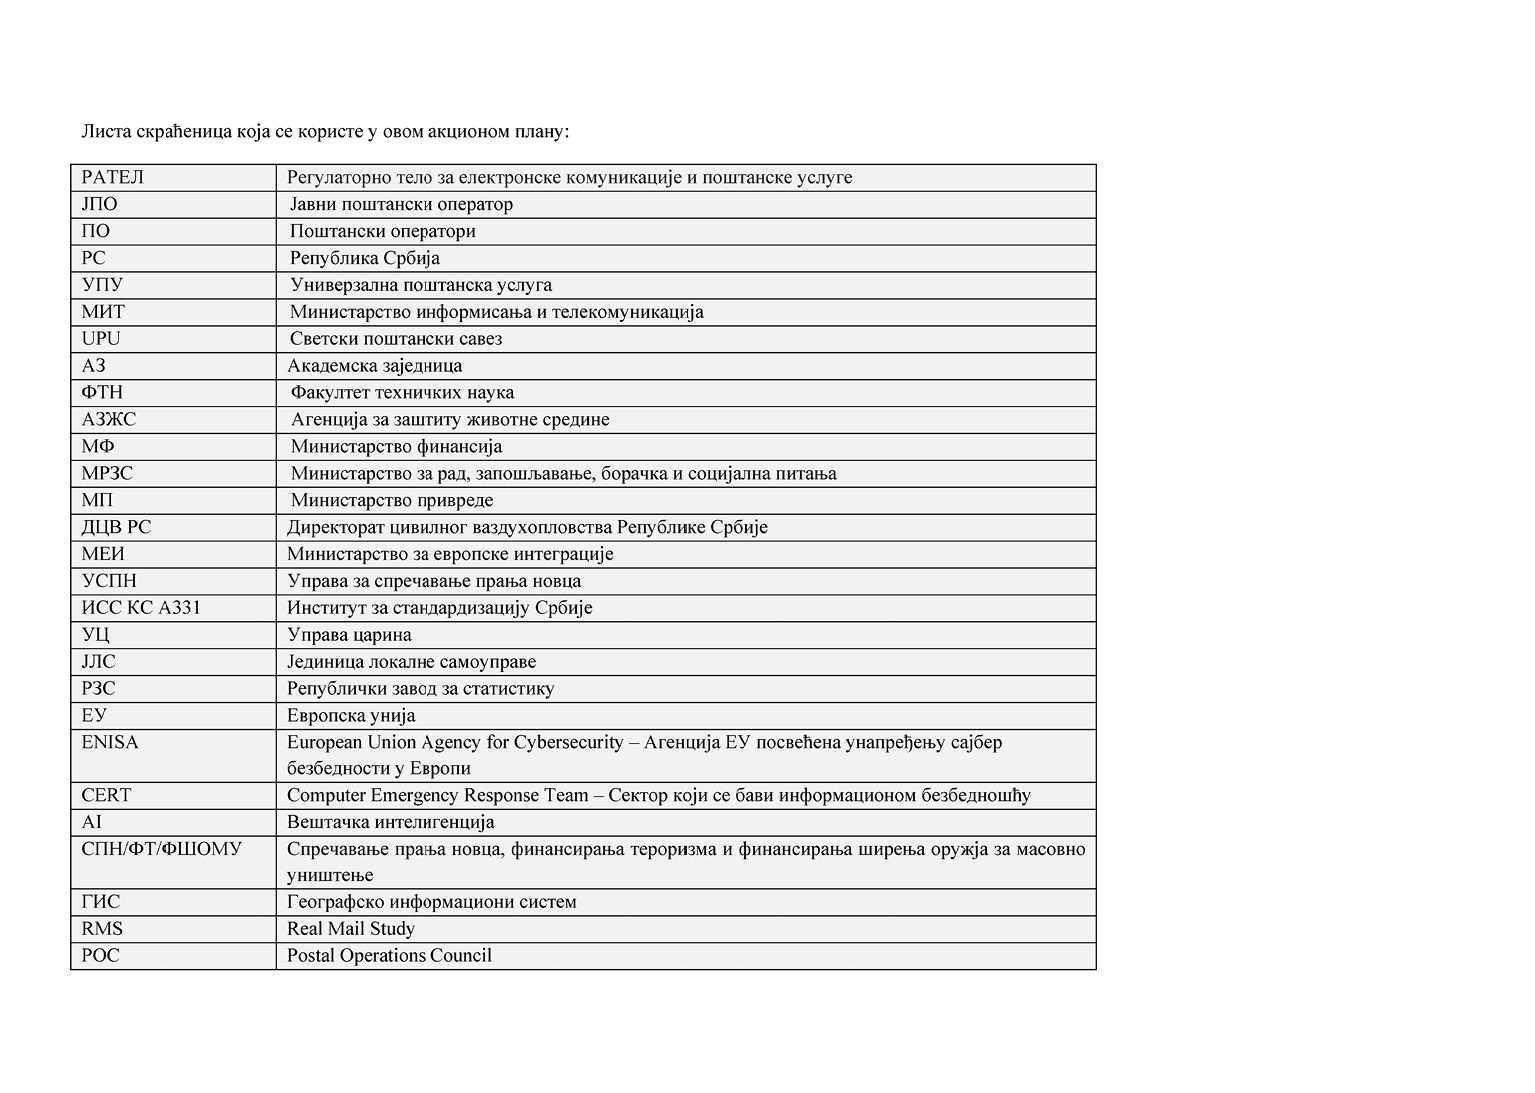 Листа скраћеница која се користе у овом акционом плану:
РАТЕЛ Регулаторно тело за електронске комуникације и поштанске услуге
ЈПО Јавни поштански оператор
ПО Поштански оператори
РС Република Србија
УПУ Универзална поштанска услуга
МИТ Министарство информисања и телекомуникација
UPU Светски поштански савез
АЗ Академска заједница
ФТН Факултет техничких наука
АЗЖС Агенција за заштиту животне средине
МФ Министарство финансија
МРЗС Министарство за рад, запошљавање, борачка и социјална питања
МП Министарство привреде
ДЦВ РС Директорат цивилног ваздухопловства Републике Србије
МЕИ Министарство за европске интеграције
УСПН Управа за спречавање прања новца
ИСС КС А331 Институт за стандардизацију Србије
УЦ Управа царина
ЈЛС Јединица локалне самоуправе
РЗС Републички завод за статистику
ЕУ Европска унија
ENISA European Union Agency for Cybersecurity – Агенција ЕУ посвећена унапређењу сајбер
безбедности у Европи
CERT Computer Emergency Response Team – Сектор који се бави информационом безбедношћу
AI Вештачка интелигенција
СПН/ФТ/ФШОМУ Спречавање прања новца, финансирања тероризма и финансирања ширења оружја за масовно
уништење
ГИС Географско информациони систем
RMS Real Mail Study
POC Postal Operations Council